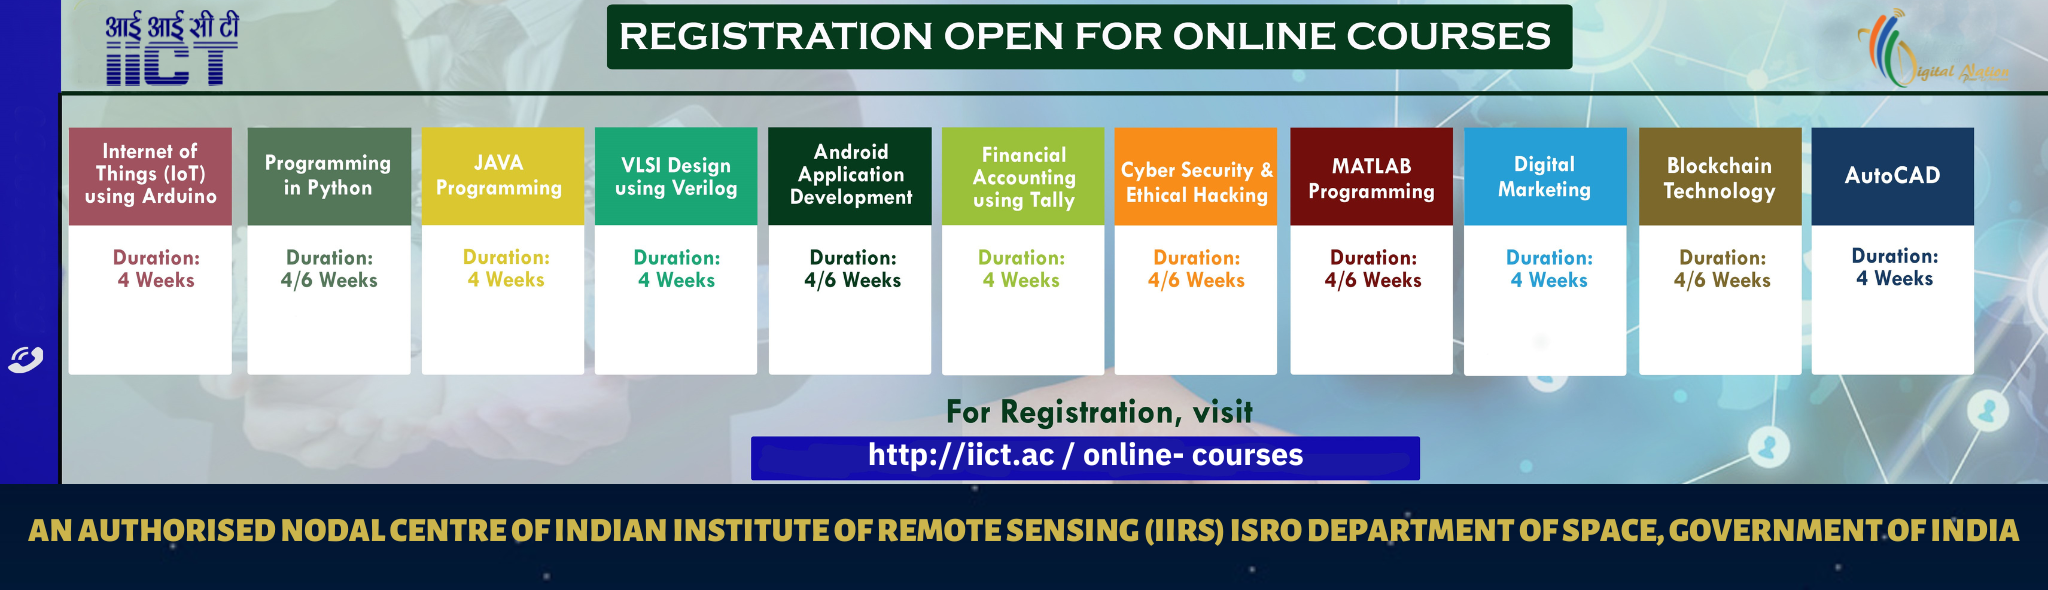 आई आई सी टी
iiCT
REGISTRATION OPEN FOR ONLINE COURSES
Digital Nation
Internet of
Things (IoT)
using Arduino
Duration:
4 Weeks
Programming
in Python
Duration:
4/6 Weeks
JAVA
Programming
Duration:
4 Weeks
VLSI Design
using Verilog
Duration:
4 Weeks
Android
Application
Development
Duration:
4/6 Weeks
Financial
Accounting
using Tally
Duration:
4 Weeks
Cyber Security &
Ethical Hacking
Duration:
4/6 Weeks
MATLAB
Programming
Duration:
4/6 Weeks
Digital
Marketing
Duration:
4 Weeks
Blockchain
Technology
Duration:
4/6 Weeks
AutoCAD
Duration:
4 Weeks
For Registration, visit
http://iict.ac / online- courses
AN AUTHORISED NODAL CENTRE OF INDIAN INSTITUTE OF REMOTE SENSING (IIRS) ISRO DEPARTMENT OF SPACE, GOVERNMENT OF INDIA